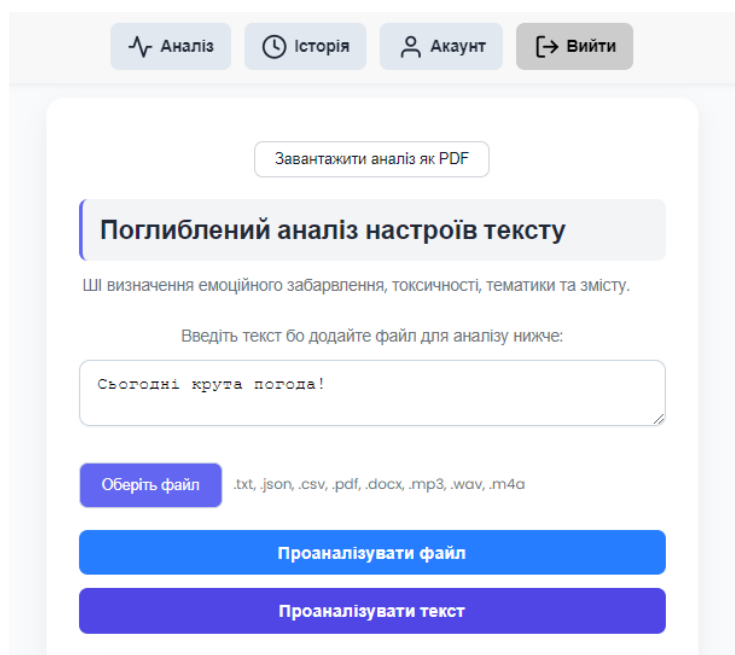 Аналіз Історія Акаунт Вийти
Завантажити аналіз як PDF
Поглиблений аналіз настроїв тексту
ШІ визначення емоційного забарвлення, токсичності, тематики та змісту.
Введіть текст бо додайте файл для аналізу нижче:
Сьогодні крута погода!
Оберіть файл .txt, .json, .csv, .pdf, .docx, .mp3, .wav, .m4a
Проаналізувати файл
Проаналізувати текст